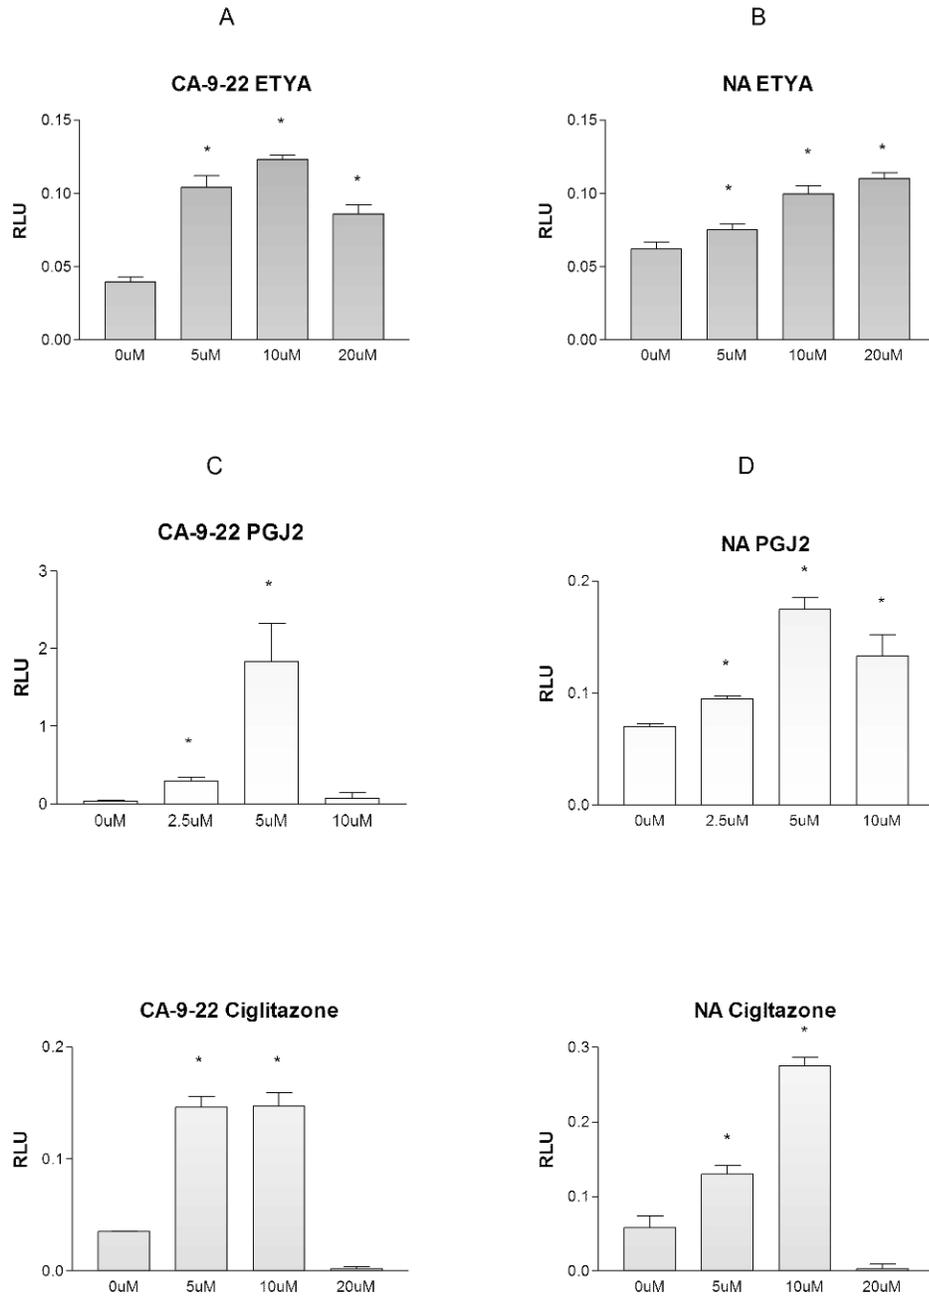 A
B
CA-9-22 ETYA
NA ETYA
0.15
*
*
*
0.10
0.05
0.00
RLU
0uM 5uM 10uM 20uM
0.15
*
*
*
0.10
0.05
0.00
RLU
0uM 5uM 10uM 20uM
C
D
CA-9-22 PGJ2
NA PGJ2
3
*
2
1
*
0
RLU
0uM 2.5uM 5uM 10uM
*
0.2
*
*
0.1
0.0
RLU
0uM 2.5uM 5uM 10uM
CA-9-22 Ciglitazone
NA Cigltazone
0.2
* *
0.1
0.0
RLU
0uM 5uM 10uM 20uM
*
0.3
0.2
*
0.1
0.0
RLU
0uM 5uM 10uM 20uM